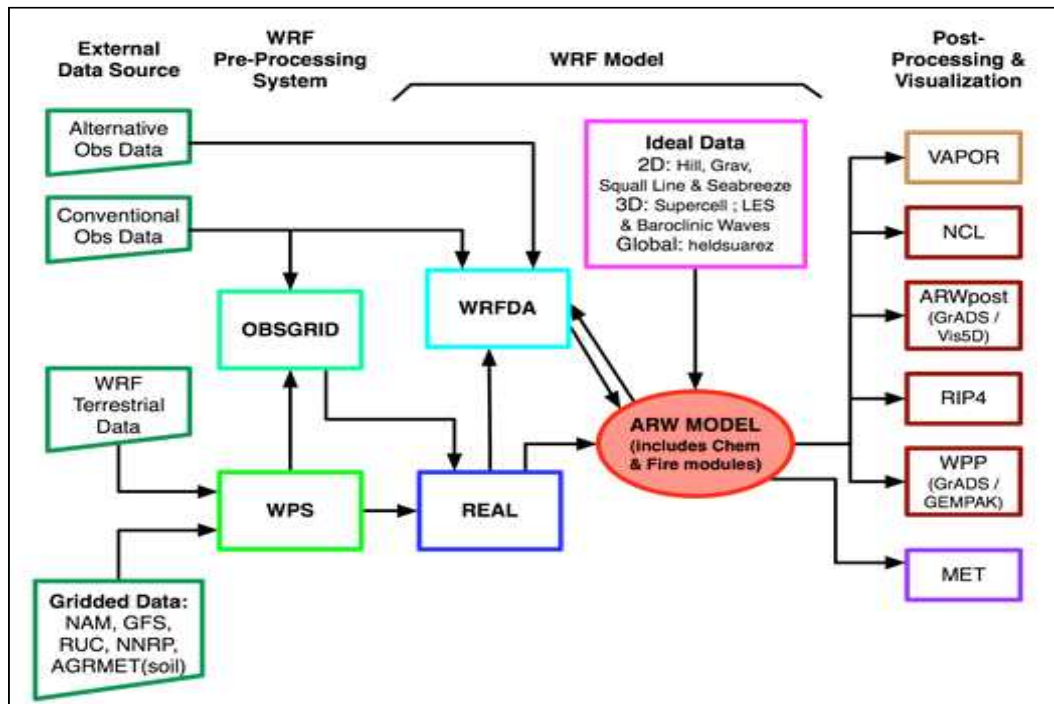 External
Data Source
WRF
Pre-Processing
System
WRF Model
Post-
Processing &
Visualization
Alternative
Obs Data
Conventional
Obs Data
WRF
Terrestrial
Data
Gridded Data:
NAM, GFS,
RUC, NNRP,
AGRMET(soil)
OBSGRID
WPS
WRFDA
REAL
Ideal Data
2D: Hill, Grav,
Squall Line & Seabreeze
3D: Supercell ; LES
& Baroclinic Waves
Global: heldsuarez
ARW MODEL
(includes Chem
& Fire modules)
VAPOR
NCL
ARWpost
(GrADS /
Vis5D)
RIP4
WPP
(GrADS /
GEMPAK)
MET